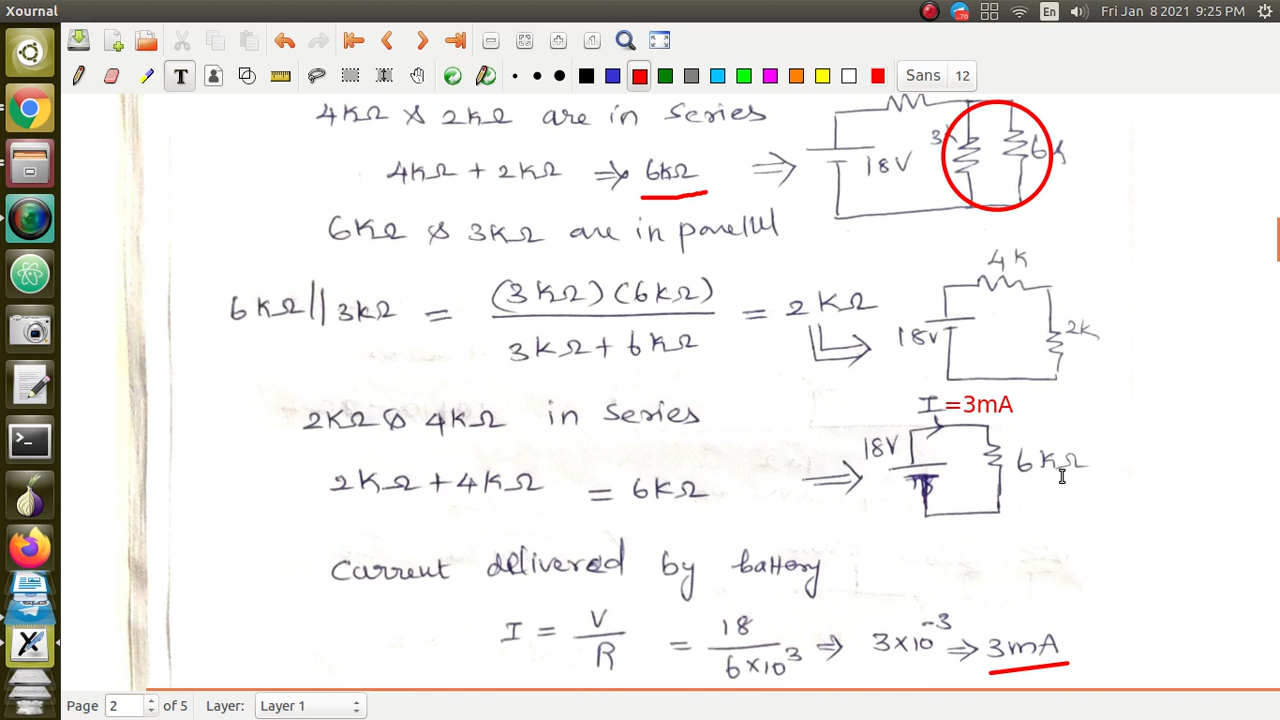 Xournal
En
Fri Jan 8 2021 9:25 PM
Sans 12
4KΩ & 2KΩ are in series
4KΩ + 2KΩ ⇒ 6KΩ ⇒
3K
6K
18V
6KΩ & 3KΩ are in parellel
4K
6KΩ || 3KΩ = (3KΩ)(6KΩ) / 3KΩ + 6KΩ = 2KΩ
18V
2K
I =3mA
2KΩ & 4KΩ in series
18V
6KΩ
2KΩ + 4KΩ = 6KΩ ⇒
Current delivered by battery
I = V/R = 18 / 6×10³ ⇒ 3×10⁻³ ⇒ 3mA
Page 2 of 5 Layer: Layer 1